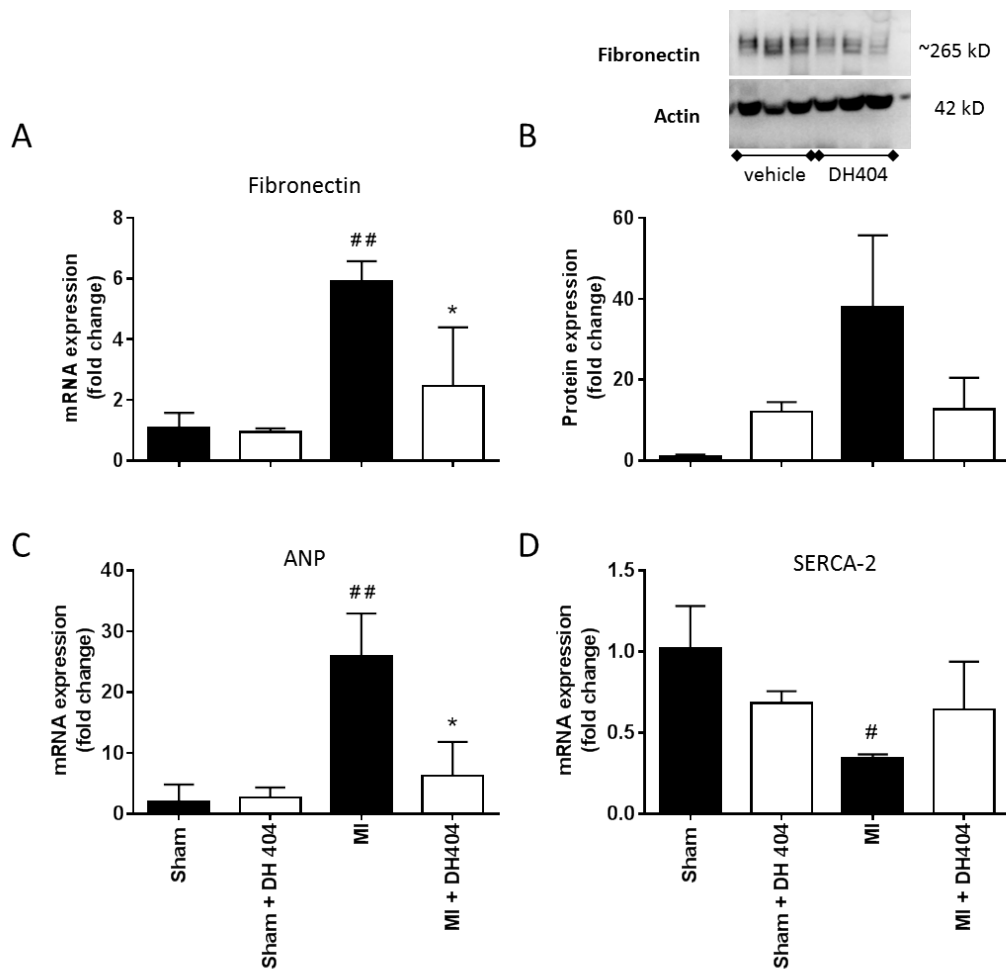 Fibronectin
~265 kD
Actin
42 kD
vehicle
DH404
A
B
Fibronectin
mRNA expression
(fold change)
8
6
4
2
0
##
*
Protein expression
(fold change)
60
40
20
0
C
D
ANP
mRNA expression
(fold change)
40
30
20
10
0
##
*
Sham
Sham + DH 404
MI
MI + DH404
SERCA-2
mRNA expression
(fold change)
1.5
1.0
0.5
0.0
#
Sham
Sham + DH 404
MI
MI + DH404